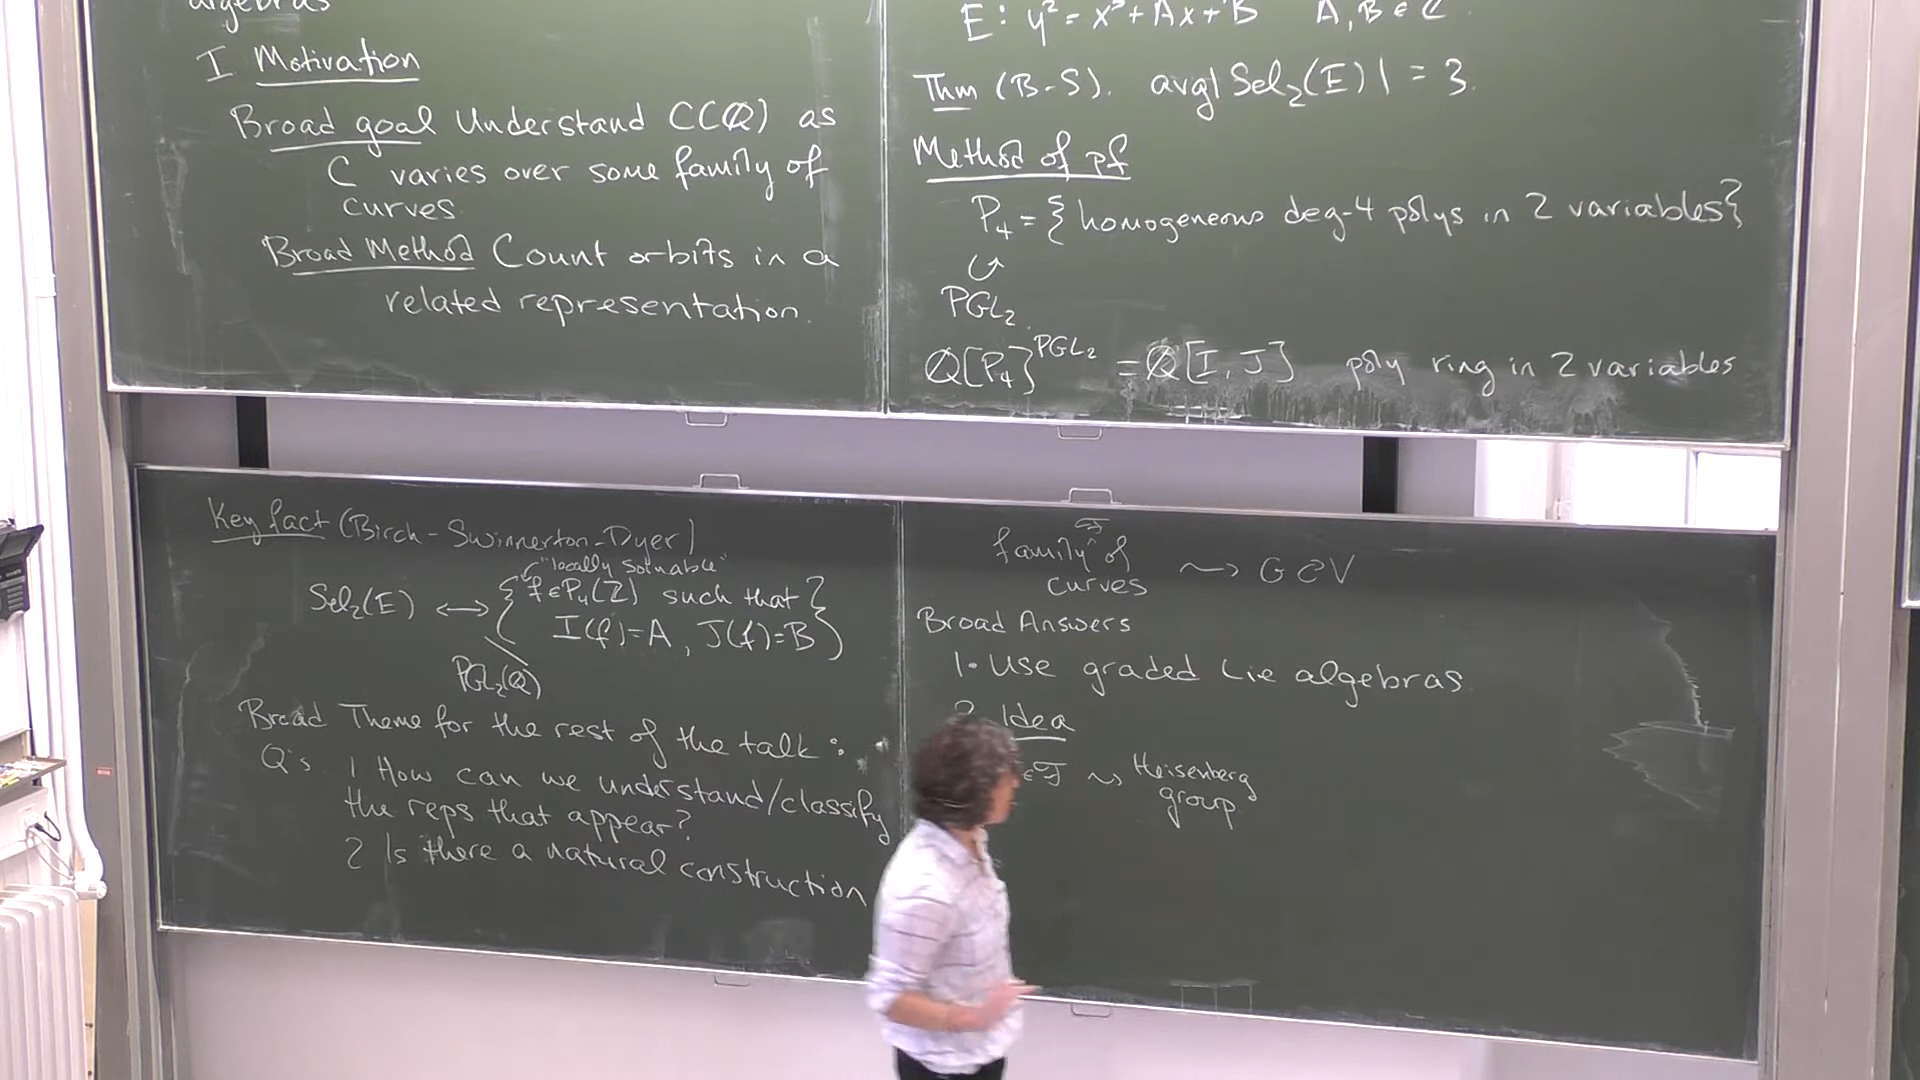 algebras
I Motivation
Broad goal Understand C(Q) as
C varies over some family of
curves.
Broad Method Count orbits in a
related representation.
E: y² = x³ + Ax + B A, B ∈ Z
Thm (B-S). avg|Sel₂(E)| = 3.
Method of pf
P₄ = {homogeneous deg-4 polys in 2 variables}
↺
PGL₂
Q[P₄]^PGL₂ = Q[I, J] poly ring in 2 variables
Key fact (Birch-Swinnerton-Dyer)
"locally solvable"
Sel₂(E) ↔ { f ∈ P₄(Z) such that }
I(f)=A, J(f)=B
PGL₂(Q)
Broad Theme for the rest of the talk:
Q's 1 How can we understand/classify
the reps that appear?
2 Is there a natural construction
family F of
curves ⇝ G C V
Broad Answers
1. Use graded Lie algebras
2. Idea
∈ F ⇝ Heisenberg
group